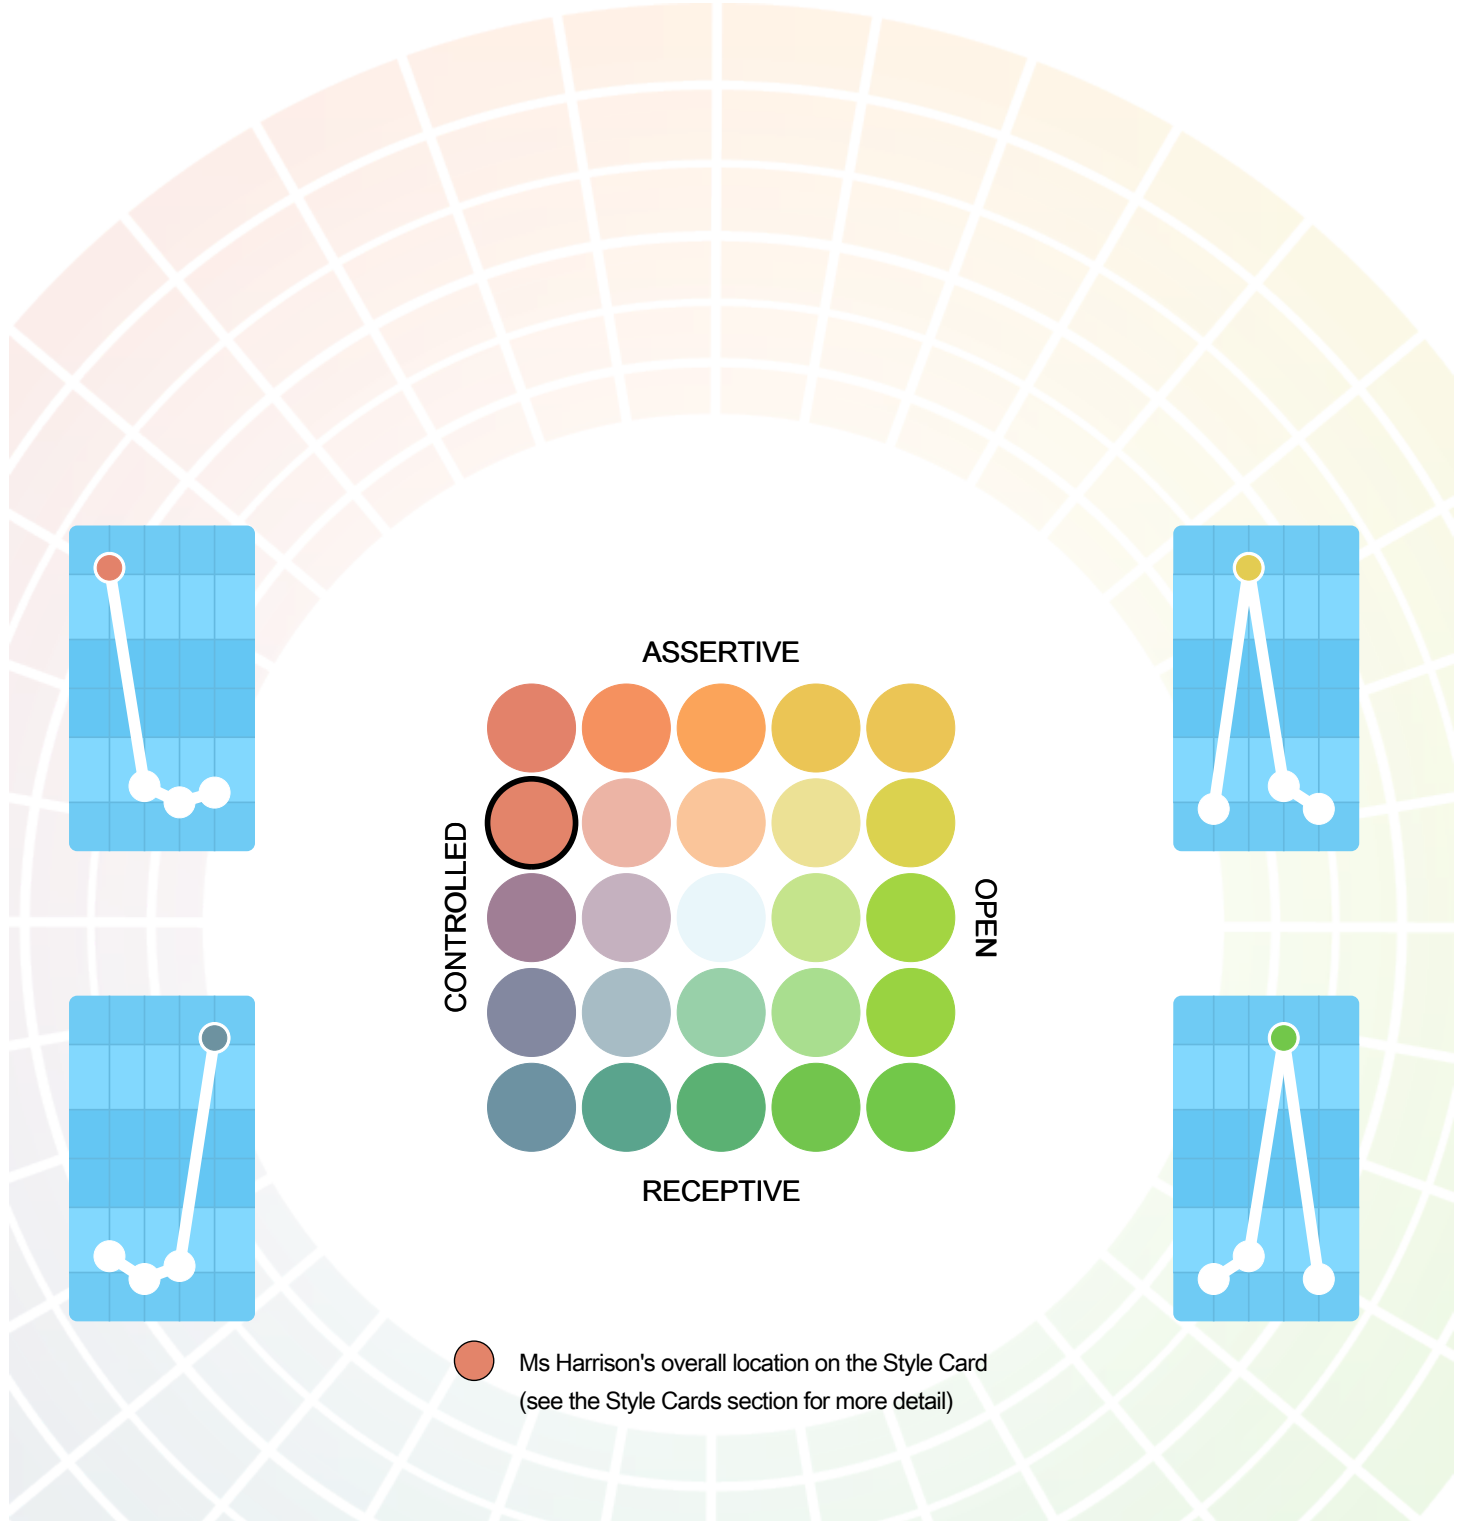 ASSERTIVE
CONTROLLED
OPEN
RECEPTIVE
Ms Harrison's overall location on the Style Card
(see the Style Cards section for more detail)